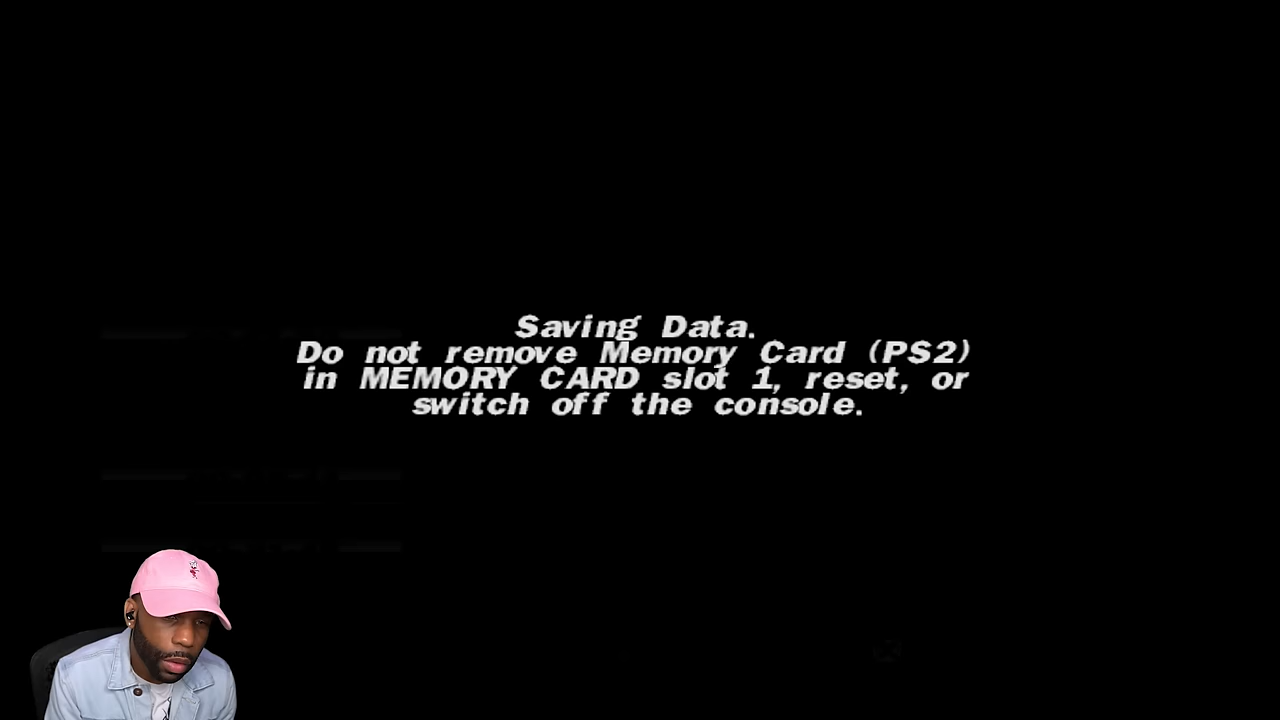 Saving Data.
Do not remove Memory Card (PS2)
in MEMORY CARD slot 1, reset, or
switch off the console.